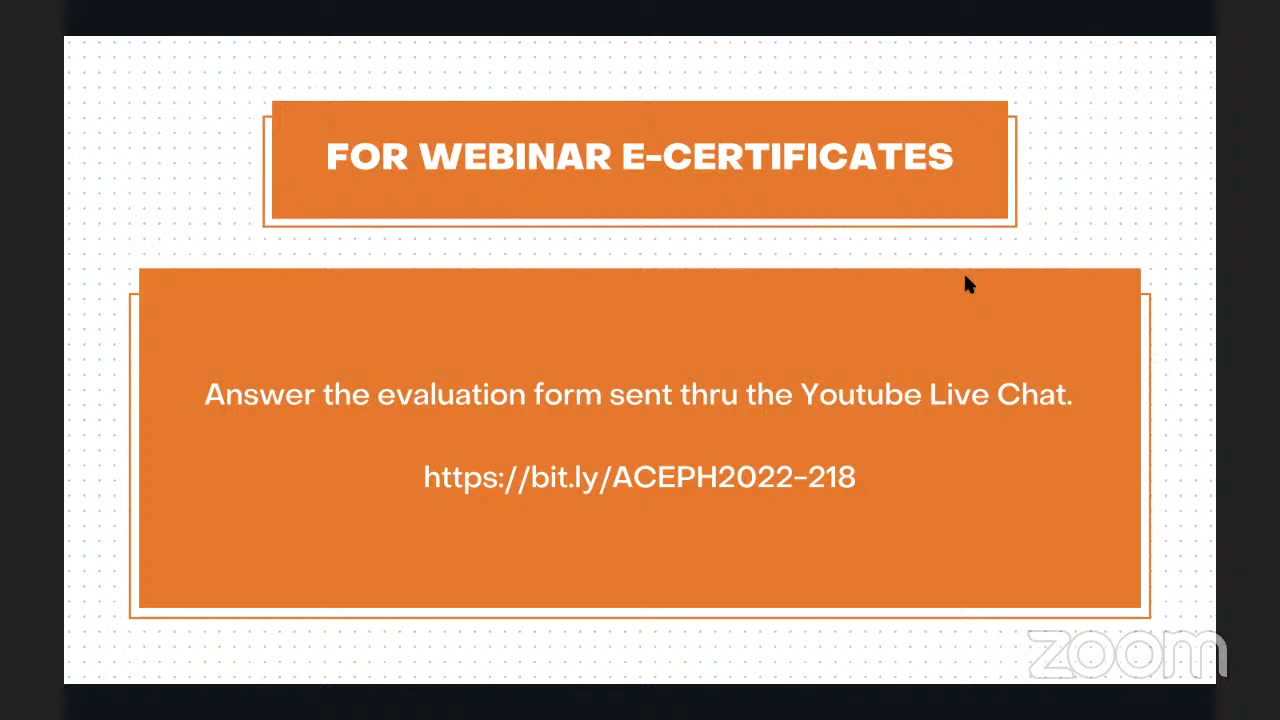 FOR WEBINAR E-CERTIFICATES
Answer the evaluation form sent thru the Youtube Live Chat.
https://bit.ly/ACEPH2022-218
zoom